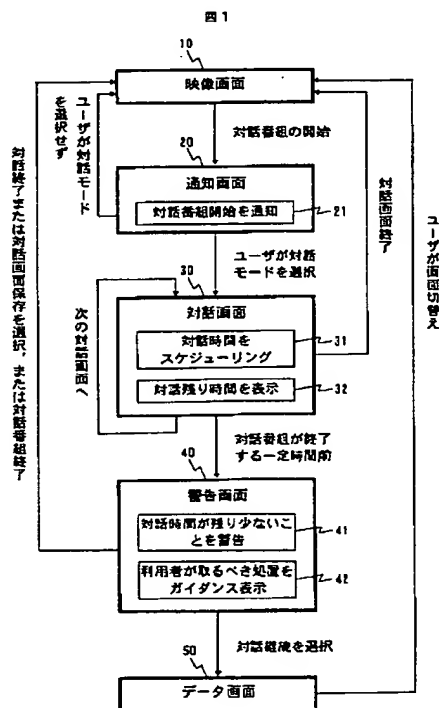 図1
10
映像画面
対話番組の開始
20
通知画面
対話番組開始を通知
21
ユーザが対話モード
を選択せず
ユーザが対話
モードを選択
30
対話画面
対話時間を
スケジューリング
31
対話残り時間を表示
32
次の対話画面へ
対話画面終了
ユーザが画面切替え
対話番組が終了
する一定時間前
40
警告画面
対話時間が残り少ないこ
とを警告
41
利用者が取るべき処置を
ガイダンス表示
42
対話終了または対話画面保存を選択，または対話番組終了
対話継続を選択
50
データ画面